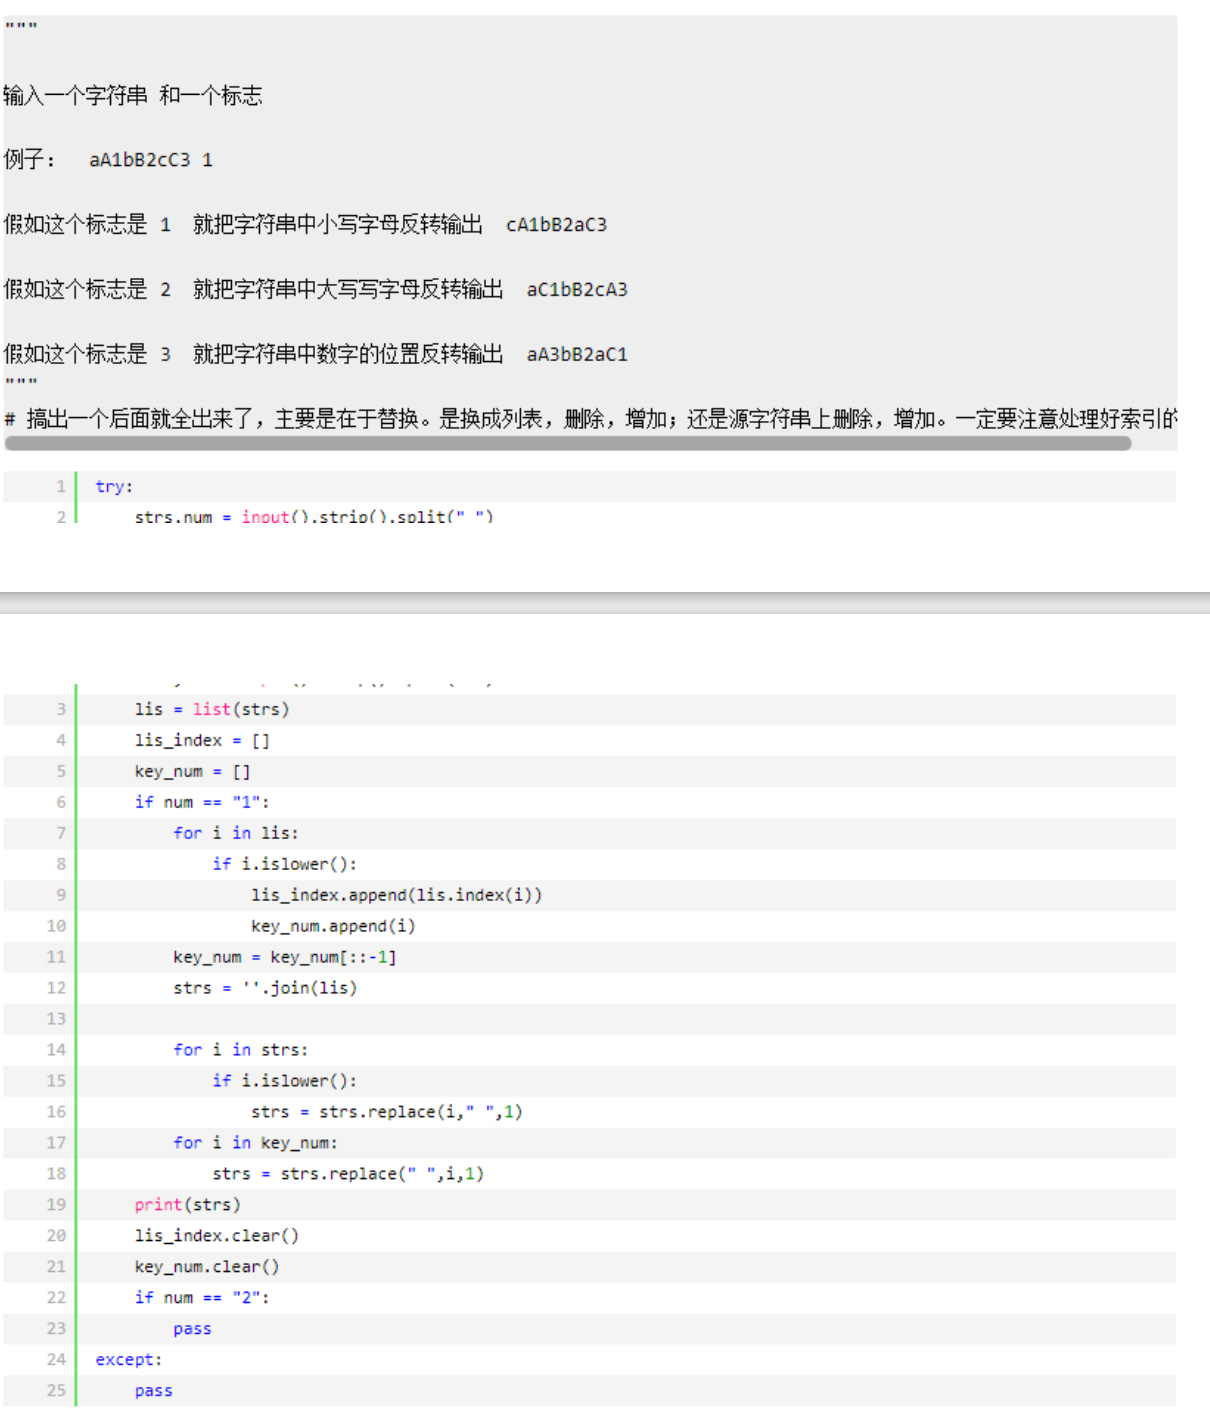 """
输入一个字符串 和一个标志
例子： aA1bB2cC3 1
假如这个标志是 1 就把字符串中小写字母反转输出 cA1bB2aC3
假如这个标志是 2 就把字符串中大写写字母反转输出 aC1bB2cA3
假如这个标志是 3 就把字符串中数字的位置反转输出 aA3bB2aC1
"""
# 搞出一个后面就全出来了，主要是在于替换。是换成列表，删除，增加；还是源字符串上删除，增加。一定要注意处理好索引的
1 try:
2 strs,num = input().strip().split(" ")
3 lis = list(strs)
4 lis_index = []
5 key_num = []
6 if num == "1":
7 for i in lis:
8 if i.islower():
9 lis_index.append(lis.index(i))
10 key_num.append(i)
11 key_num = key_num[::-1]
12 strs = ''.join(lis)
13
14 for i in strs:
15 if i.islower():
16 strs = strs.replace(i," ",1)
17 for i in key_num:
18 strs = strs.replace(" ",i,1)
19 print(strs)
20 lis_index.clear()
21 key_num.clear()
22 if num == "2":
23 pass
24 except:
25 pass